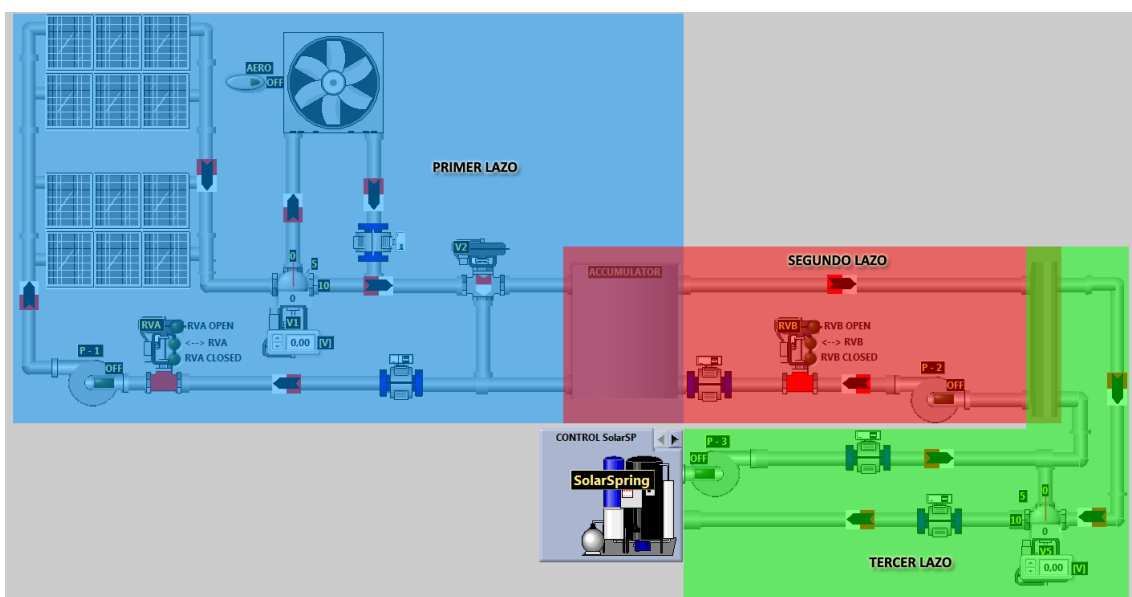 AERO
OFF
PRIMER LAZO
V2
0
5
10
0
V1
0,00 [V]
RVA
RVA OPEN
<--> RVA
RVA CLOSED
P - 1
OFF
ACCUMULATOR
SEGUNDO LAZO
RVB
RVB OPEN
<--> RVB
RVB CLOSED
P - 2
OFF
CONTROL SolarSP
SolarSpring
P - 3
OFF
5
0
10
0
V5
0,00 [V]
TERCER LAZO